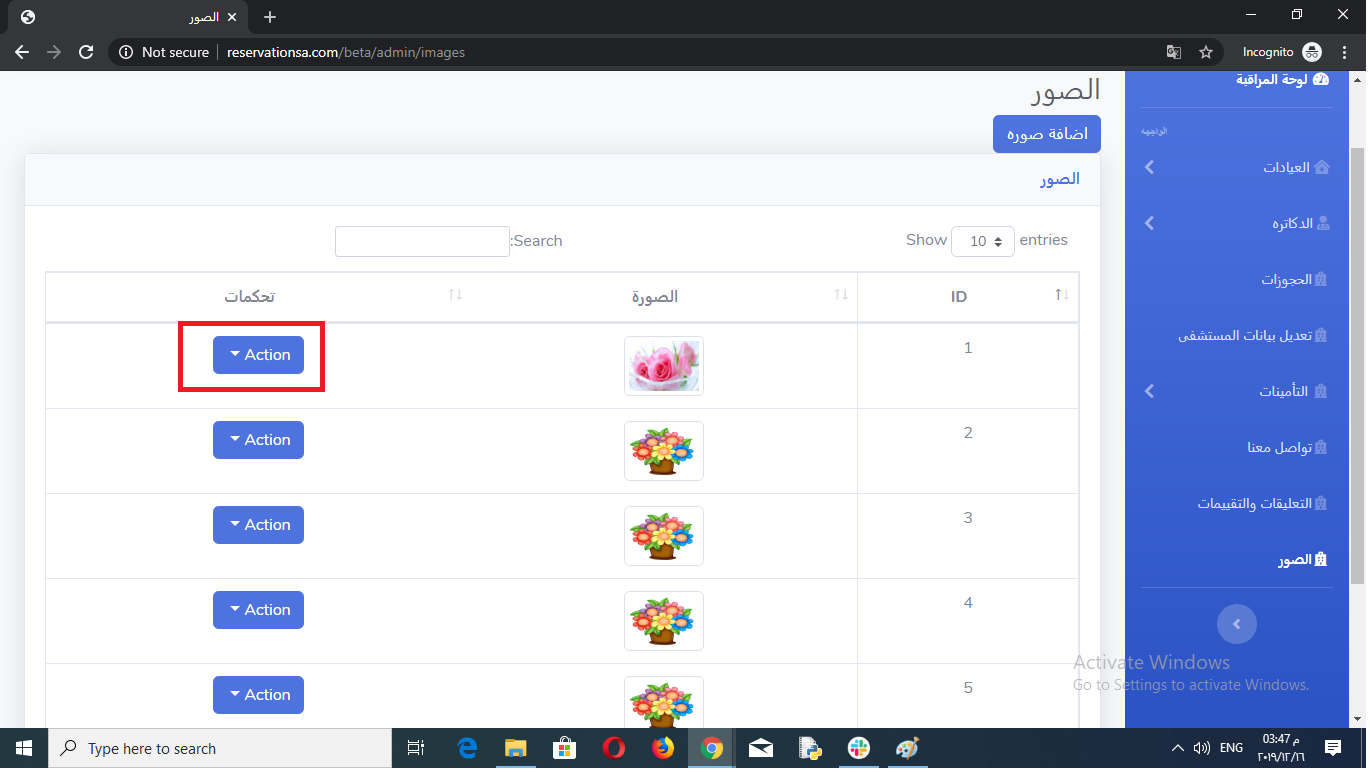 الصور
Not secure
reservationsa.com/beta/admin/images
Incognito
لوحة المراقبة
الواجهه
العيادات
الدكاتره
الحجوزات
تعديل بيانات المستشفى
التأمينات
تواصل معنا
التعليقات والتقييمات
الصور
الصور
اضافة صوره
الصور
Show 10 entries
Search:
ID الصورة تحكمات
1 Action
2 Action
3 Action
4 Action
5 Action
Activate Windows
Go to Settings to activate Windows.
Type here to search
ENG
03:47 م
٢٠١٩/١٢/١٦